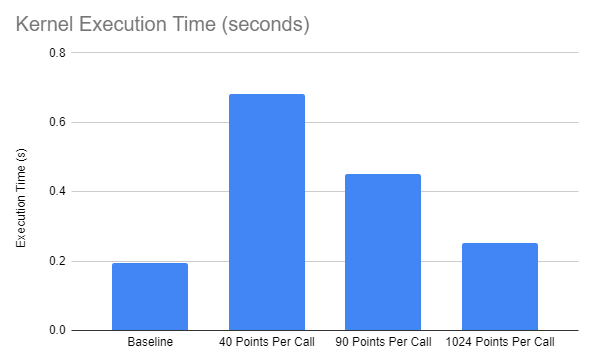 Kernel Execution Time (seconds)
0.8
0.6
0.4
0.2
0.0
Execution Time (s)
Baseline
40 Points Per Call
90 Points Per Call
1024 Points Per Call